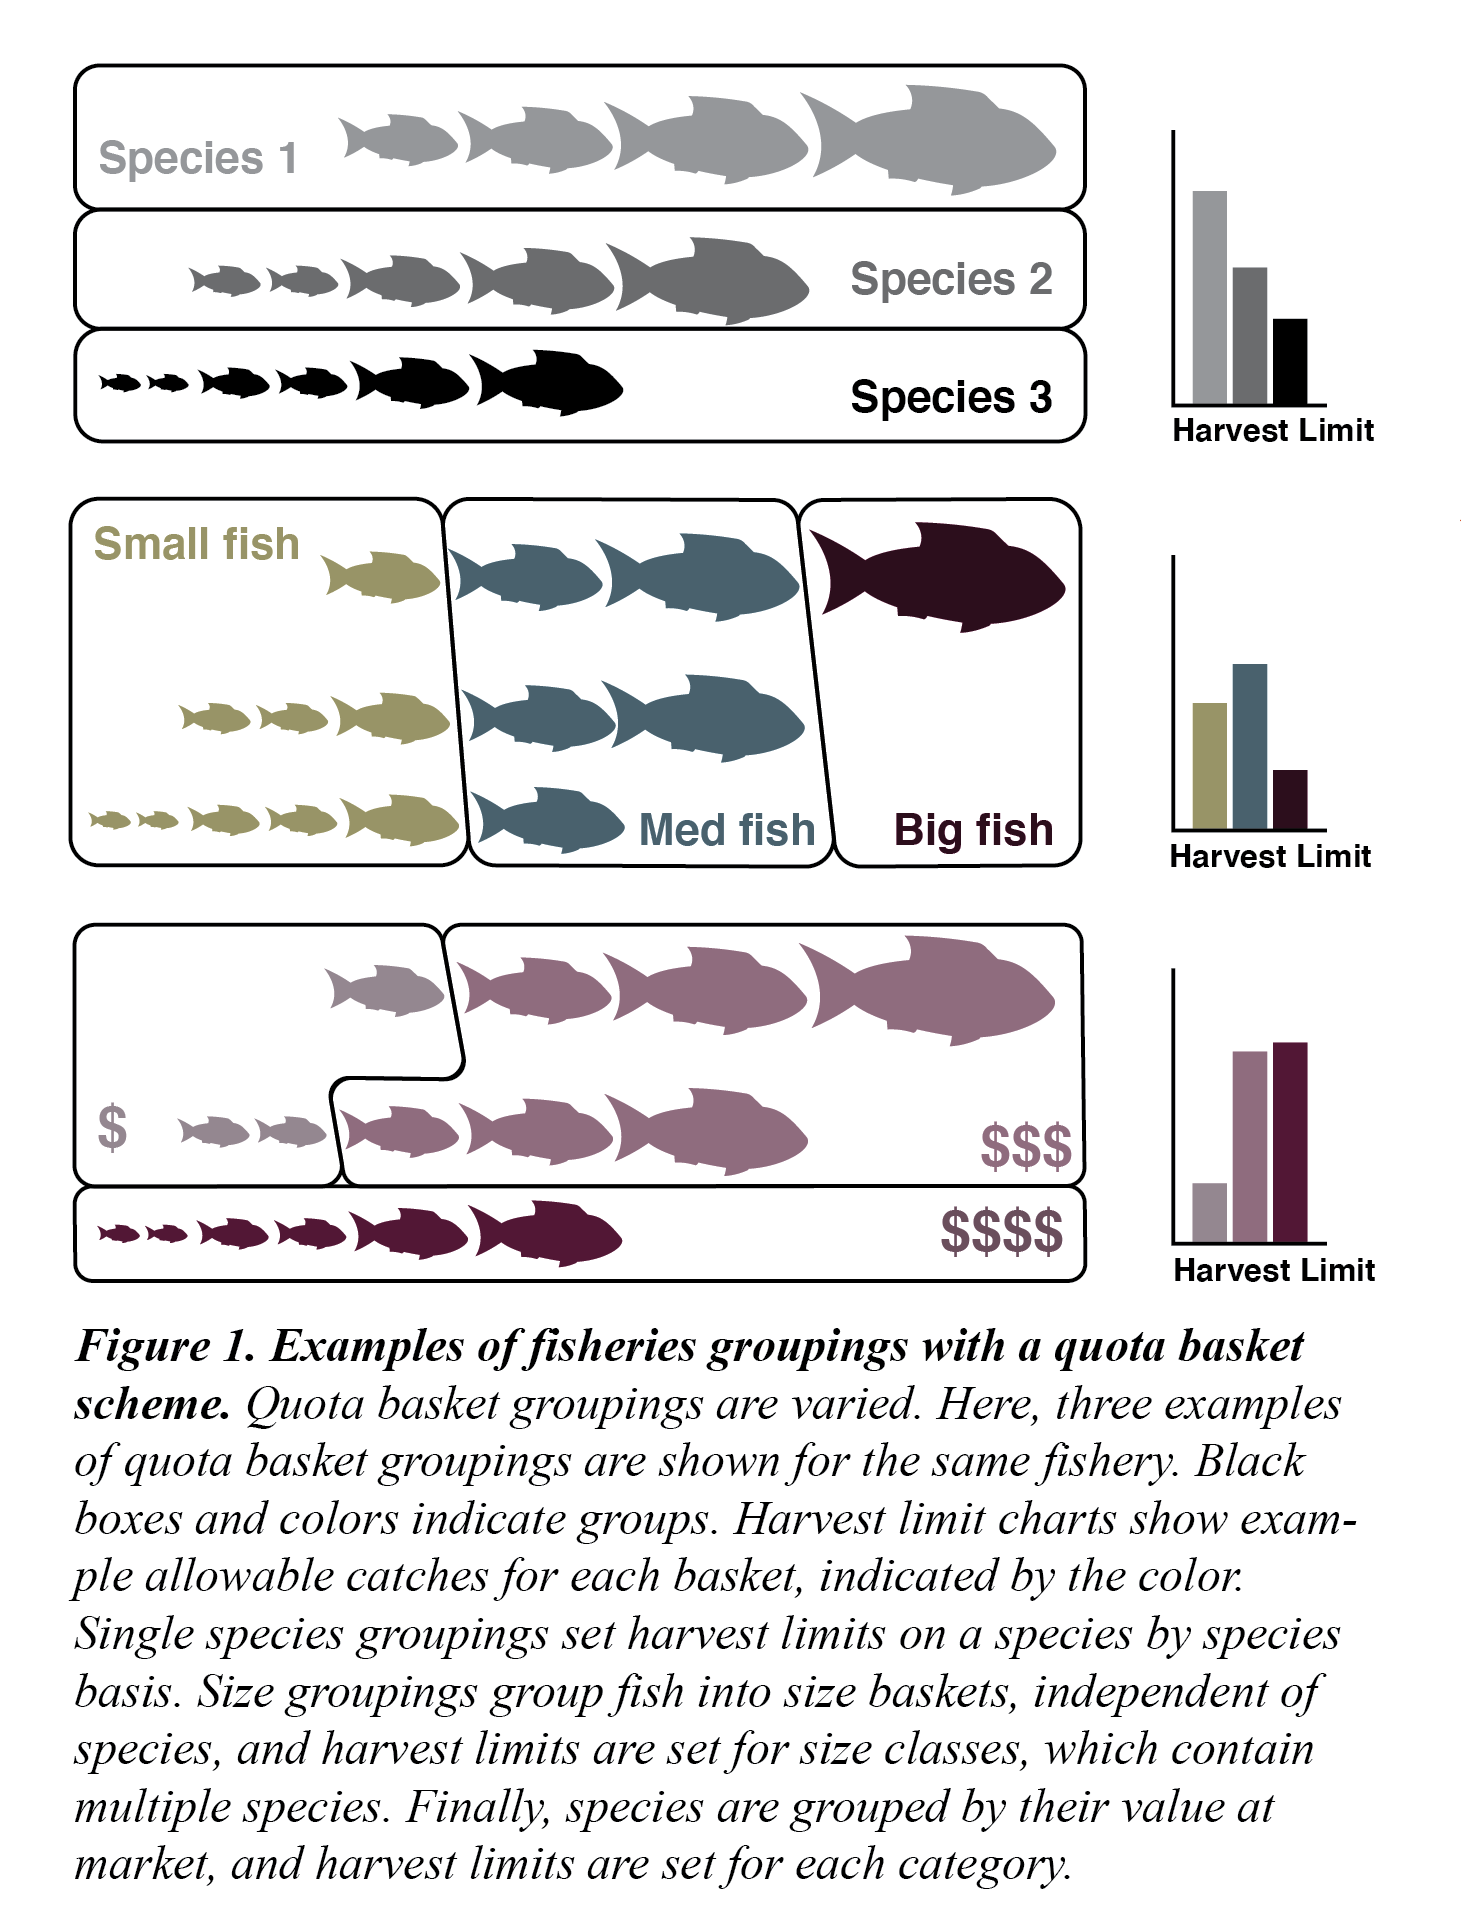 Species 1
Species 2
Species 3
Harvest Limit
Small fish
Med fish
Big fish
Harvest Limit
$
$$$
$$$$
Harvest Limit
Figure 1. Examples of fisheries groupings with a quota basket
scheme. Quota basket groupings are varied. Here, three examples
of quota basket groupings are shown for the same fishery. Black
boxes and colors indicate groups. Harvest limit charts show exam-
ple allowable catches for each basket, indicated by the color.
Single species groupings set harvest limits on a species by species
basis. Size groupings group fish into size baskets, independent of
species, and harvest limits are set for size classes, which contain
multiple species. Finally, species are grouped by their value at
market, and harvest limits are set for each category.